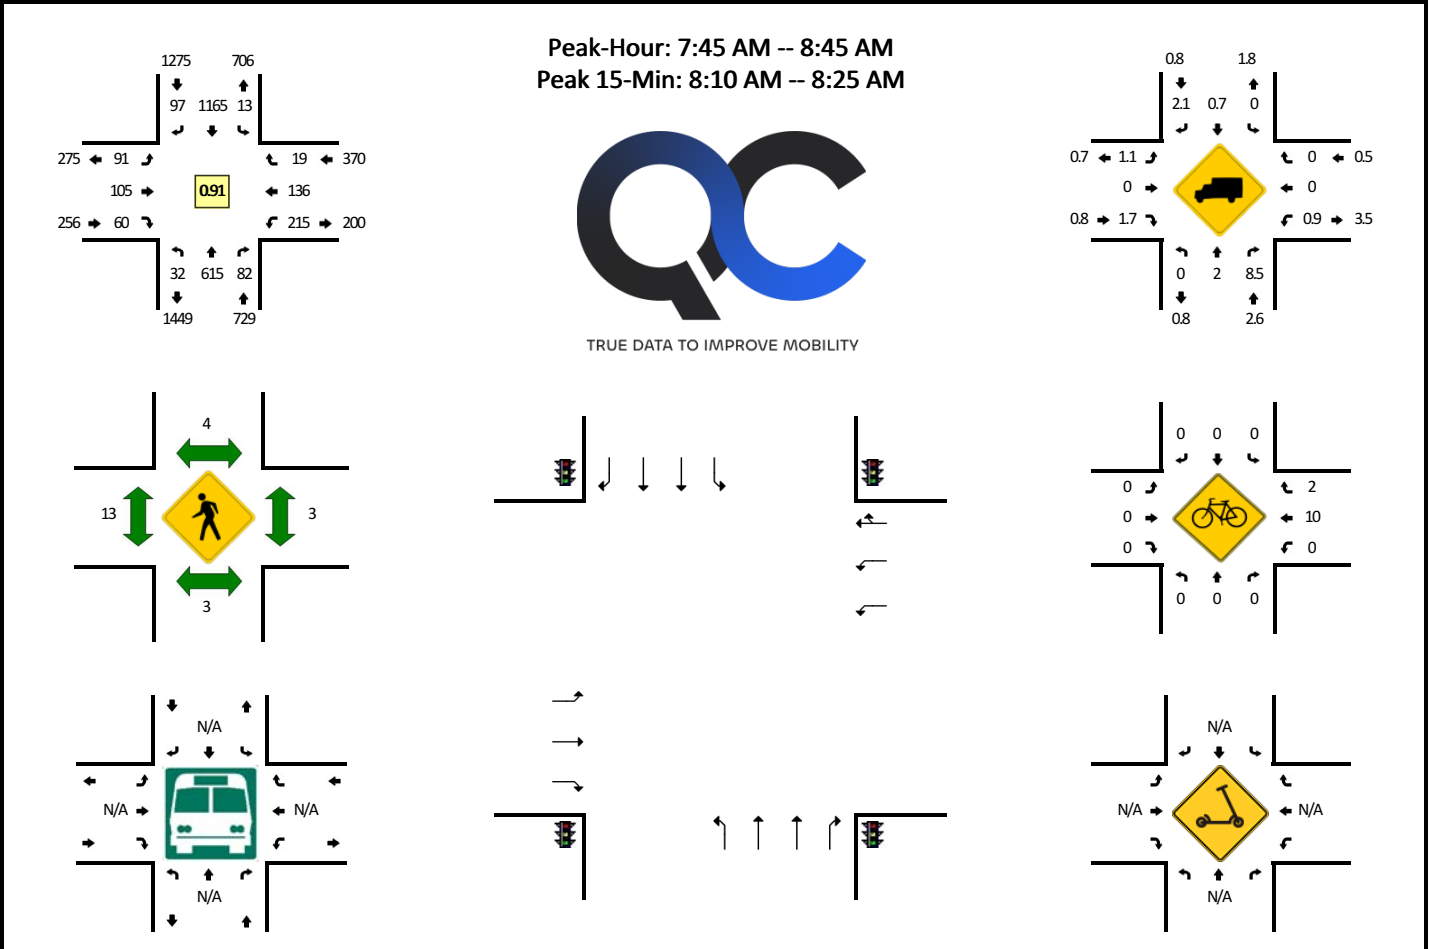 Peak-Hour: 7:45 AM -- 8:45 AM
Peak 15-Min: 8:10 AM -- 8:25 AM
1275 706
97 1165 13
275 91 19 370
105 0.91 136
256 60 215 200
32 615 82
1449 729
QC
TRUE DATA TO IMPROVE MOBILITY
0.8 1.8
2.1 0.7 0
0.7 1.1 0 0.5
0 0
0.8 1.7 0.9 3.5
0 2 8.5
0.8 2.6
4
13 3
3
0 0 0
0 2
0 10
0 0
0 0 0
N/A
N/A N/A
N/A
N/A
N/A N/A
N/A